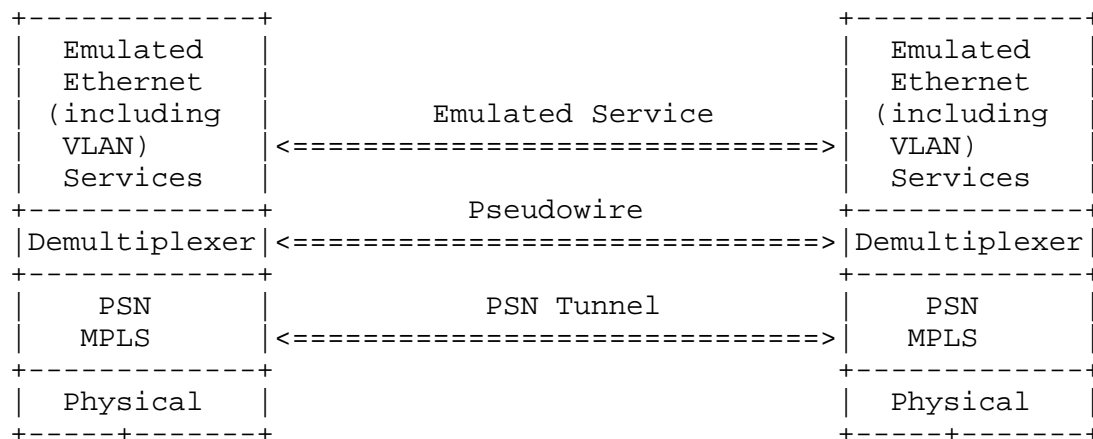 +-------------+ +-------------+
| Emulated | | Emulated |
| Ethernet | | Ethernet |
| (including | Emulated Service | (including |
| VLAN) |<==============================>| VLAN) |
| Services | | Services |
+-------------+ Pseudowire +-------------+
|Demultiplexer|<==============================>|Demultiplexer|
+-------------+ +-------------+
| PSN | PSN Tunnel | PSN |
| MPLS |<==============================>| MPLS |
+-------------+ +-------------+
| Physical | | Physical |
+-----+-------+ +-----+-------+